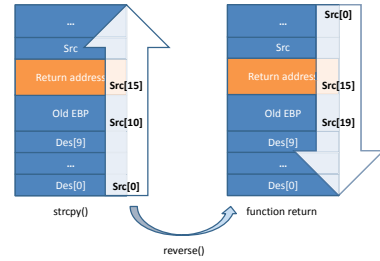 ...
Src
Return address
Src[15]
Old EBP
Src[10]
Des[9]
...
Des[0]
Src[0]
strcpy()
...
Src[0]
Src
Return address
Src[15]
Old EBP
Src[19]
Des[9]
...
Des[0]
function return
reverse()